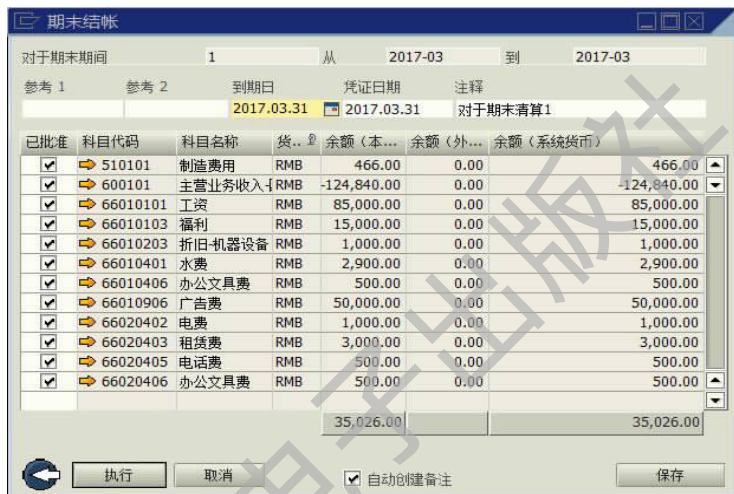 期末结帐
对于期末期间 1 从 2017-03 到 2017-03
参考 1 参考 2 到期日 凭证日期 注释
2017.03.31 2017.03.31 对于期末清算1
已批准 科目代码 科目名称 货.. 余额（本... 余额（外... 余额（系统货币）
510101 制造费用 RMB 466.00 0.00 466.00
600101 主营业务收入- RMB -124,840.00 0.00 -124,840.00
66010101 工资 RMB 85,000.00 0.00 85,000.00
66010103 福利 RMB 15,000.00 0.00 15,000.00
66010203 折旧-机器设备 RMB 1,000.00 0.00 1,000.00
66010401 水费 RMB 2,900.00 0.00 2,900.00
66010406 办公文具费 RMB 500.00 0.00 500.00
66010906 广告费 RMB 50,000.00 0.00 50,000.00
66020402 电费 RMB 1,000.00 0.00 1,000.00
66020403 租赁费 RMB 3,000.00 0.00 3,000.00
66020405 电话费 RMB 500.00 0.00 500.00
66020406 办公文具费 RMB 500.00 0.00 500.00
35,026.00 35,026.00
执行 取消 自动创建备注 保存
电子出版社